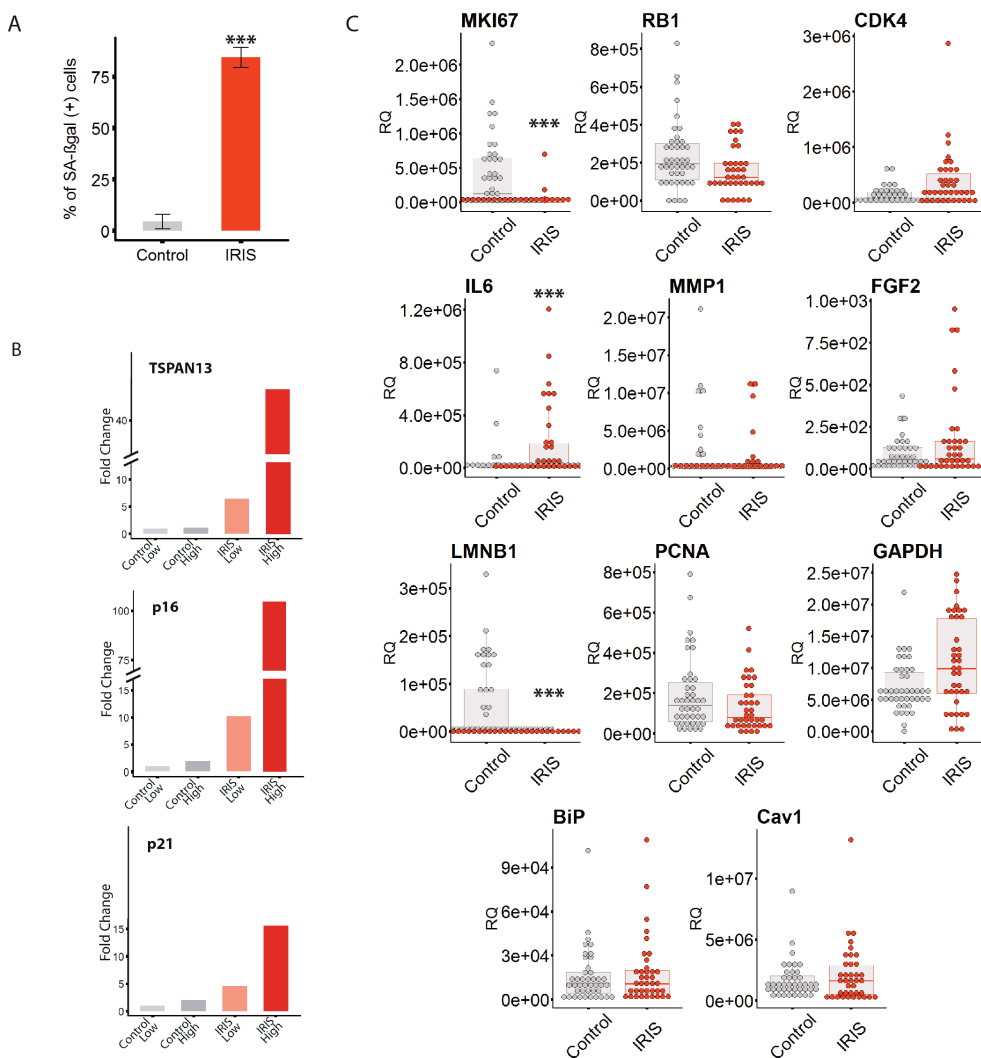 A
***
% of SA-ßgal (+) cells
75
50
25
0
Control
IRIS
B
TSPAN13
Fold Change
40
10
5
0
Control Low
Control High
IRIS Low
IRIS High
p16
Fold Change
100
75
15
10
5
0
Control Low
Control High
IRIS Low
IRIS High
p21
Fold Change
20
15
10
5
0
Control Low
Control High
IRIS Low
IRIS High
C
MKI67
RQ
2.0e+06
1.5e+06
1.0e+06
5.0e+05
0.0e+00
***
Control
IRIS
RB1
RQ
8e+05
6e+05
4e+05
2e+05
0e+00
Control
IRIS
CDK4
RQ
3e+06
2e+06
1e+06
0e+00
Control
IRIS
IL6
***
RQ
1.2e+06
8.0e+05
4.0e+05
0.0e+00
Control
IRIS
MMP1
RQ
2.0e+07
1.5e+07
1.0e+07
5.0e+06
0.0e+00
Control
IRIS
FGF2
RQ
1.0e+03
7.5e+02
5.0e+02
2.5e+02
0.0e+00
Control
IRIS
LMNB1
RQ
3e+05
2e+05
1e+05
0e+00
***
Control
IRIS
PCNA
RQ
8e+05
6e+05
4e+05
2e+05
0e+00
Control
IRIS
GAPDH
RQ
2.5e+07
2.0e+07
1.5e+07
1.0e+07
5.0e+06
0.0e+00
Control
IRIS
BiP
RQ
9e+04
6e+04
3e+04
0e+00
Control
IRIS
Cav1
RQ
1e+07
5e+06
0e+00
Control
IRIS